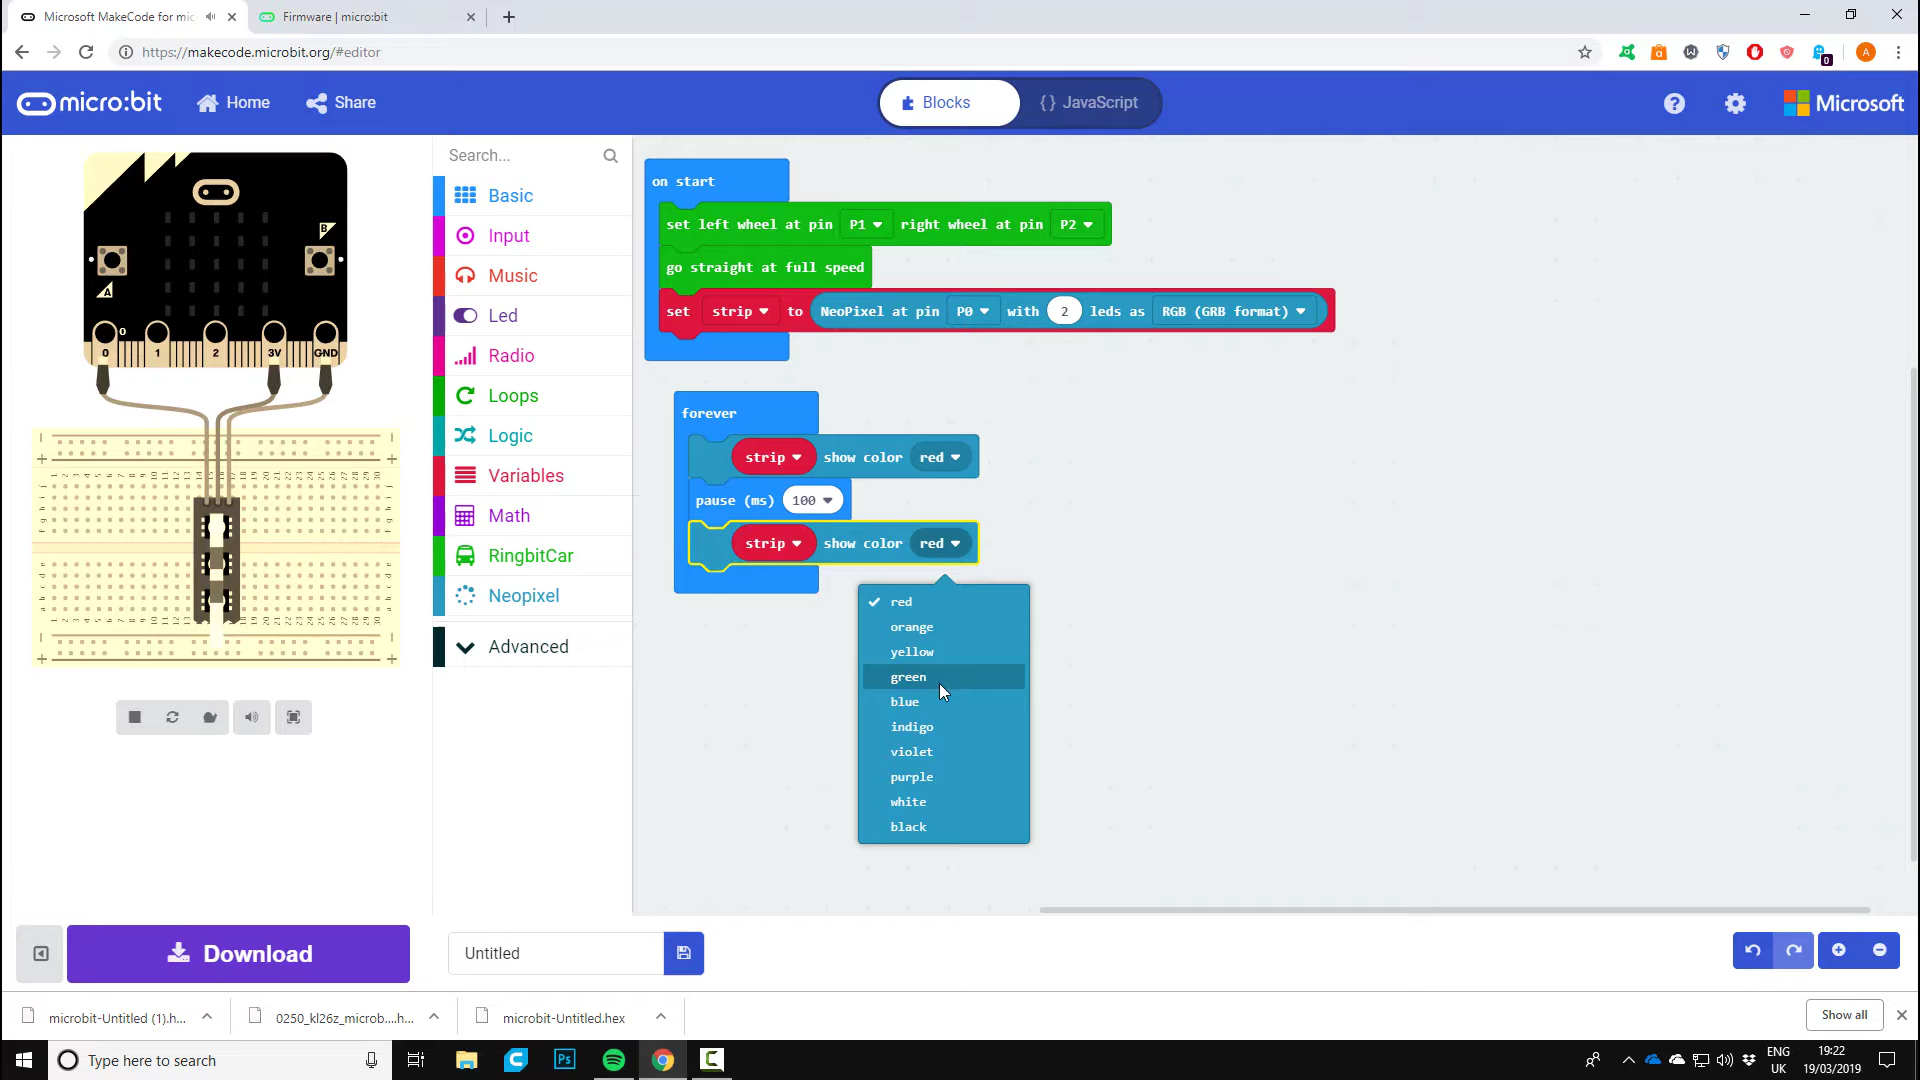 Microsoft MakeCode for mic
Firmware | micro:bit
https://makecode.microbit.org/#editor
A
0
micro:bit
Home
Share
Blocks
{} JavaScript
?
Microsoft
B
A
0
0 1 2 3V GND
Search...
Basic
Input
Music
Led
Radio
Loops
Logic
Variables
Math
RingbitCar
Neopixel
Advanced
on start
set left wheel at pin P1 right wheel at pin P2
go straight at full speed
set strip to NeoPixel at pin P0 with 2 leds as RGB (GRB format)
forever
strip show color red
pause (ms) 100
strip show color red
red
orange
yellow
green
blue
indigo
violet
purple
white
black
Download
Untitled
microbit-Untitled (1).h...
0250_kl26z_microb....h...
microbit-Untitled.hex
Show all
Type here to search
Ps
ENG
UK
19:22
19/03/2019